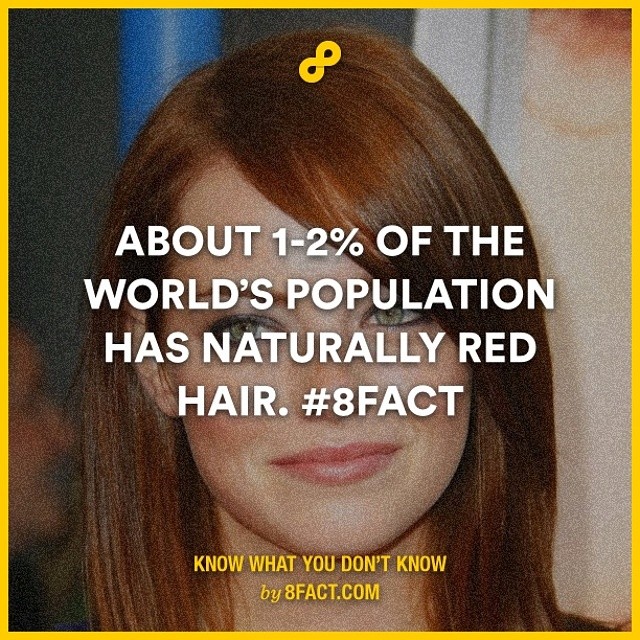 ABOUT 1-2% OF THE
WORLD'S POPULATION
HAS NATURALLY RED
HAIR. #8FACT
KNOW WHAT YOU DON'T KNOW
by 8FACT.COM